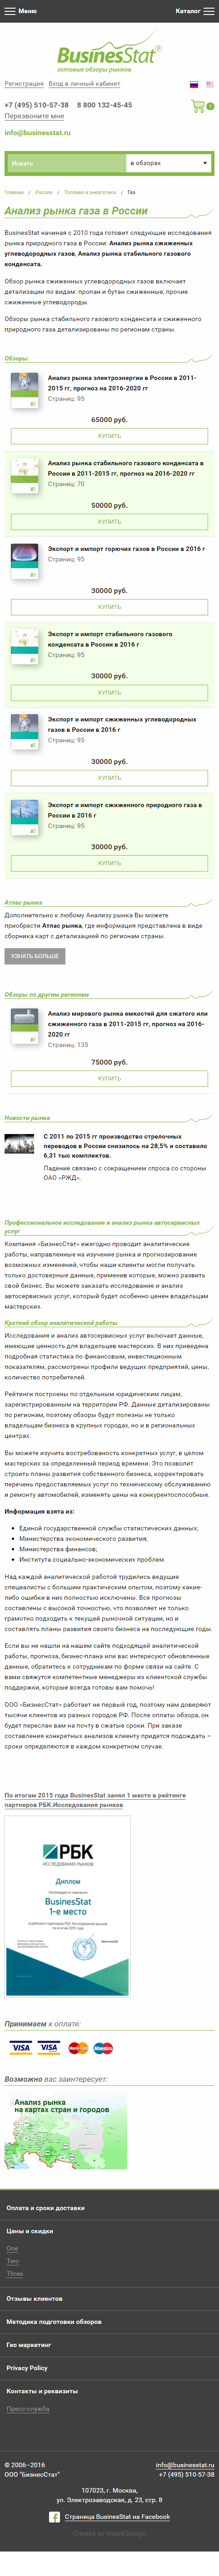 Меню
Каталог
BusinesStat®
готовые обзоры рынков
Регистрация Вход в личный кабинет
+7 (495) 510-57-38 8 800 132-45-45
Перезвоните мне
info@businesstat.ru
Искать
в обзорах
Главная / Россия / Топливо и энергетика / Газ
Анализ рынка газа в России
BusinesStat начиная с 2010 года готовит следующие исследования
рынка природного газа в России: Анализ рынка сжиженных
углеводородных газов, Анализ рынка стабильного газового
конденсата.
Обзор рынка сжиженных углеводородных газов включает
детализации по видам: пропан и бутан сжиженные, прочие
сжиженные углеводороды.
Обзоры рынка стабильного газового конденсата и сжиженного
природного газа детализированы по регионам страны.
Обзоры
Анализ рынка электроэнергии в России в 2011-
2015 гг, прогноз на 2016-2020 гг
Страниц: 95
65000 руб.
КУПИТЬ
Анализ рынка стабильного газового конденсата в
России в 2011-2015 гг, прогноз на 2016-2020 гг
Страниц: 70
50000 руб.
КУПИТЬ
Экспорт и импорт горючих газов в России в 2016 г
Страниц: 95
30000 руб.
КУПИТЬ
Экспорт и импорт стабильного газового
конденсата в России в 2016 г
Страниц: 95
30000 руб.
КУПИТЬ
Экспорт и импорт сжиженных углеводородных
газов в России в 2016 г
Страниц: 95
30000 руб.
КУПИТЬ
Экспорт и импорт сжиженного природного газа в
России в 2016 г
Страниц: 95
30000 руб.
КУПИТЬ
Атлас рынка
Дополнительно к любому Анализу рынка Вы можете
приобрести Атлас рынка, где информация представлена в виде
сборника карт с детализацией по регионам страны.
УЗНАТЬ БОЛЬШЕ
Обзоры по другим регионам
Анализ мирового рынка емкостей для сжатого или
сжиженного газа в 2011-2015 гг, прогноз на 2016-
2020 гг
Страниц: 135
75000 руб.
КУПИТЬ
Новости рынка
С 2011 по 2015 гг производство стрелочных
переводов в России снизилось на 28,5% и составило
6,31 тыс комплектов.
Падение связано с сокращением спроса со стороны
ОАО «РЖД».
Профессиональное исследование и анализ рынка автосервисных
услуг
Компания «БизнесСтат» ежегодно проводит аналитические
работы, направленные на изучение рынка и прогнозирование
возможных изменений, чтобы наши клиенты могли получать
только достоверные данные, применив которые, можно развить
свой бизнес. Вы можете заказать исследование и анализ
автосервисных услуг, который будет особенно ценен владельцам
мастерских.
Краткий обзор аналитической работы
Исследования и анализ автосервисных услуг включает данные,
имеющие ценность для владельцев мастерских. В них приведена
подробная статистика по финансовым, инвестиционным
показателям, рассмотрены профили ведущих предприятий, цены,
количество потребителей.
Рейтинги построены по отдельным юридическим лицам,
зарегистрированным на территории РФ. Данные детализированы
по регионам, поэтому обзоры будут полезны не только
владельцам бизнеса в крупных городах, но и в региональных
центрах.
Вы можете изучить востребованность конкретных услуг, в целом
мастерских за определенный период времени. Это позволит
строить планы развития собственного бизнеса, корректировать
перечень предоставляемых услуг по техническому обслуживанию
и ремонту автомобилей, изменять цены на конкурентоспособные.
Информация взята из:
• Единой государственной службы статистических данных;
• Министерства экономического развития;
• Министерства финансов;
• Института социально-экономических проблем.
Над каждой аналитической работой трудились ведущие
специалисты с большим практическим опытом, поэтому какие-
либо ошибки в них полностью исключены. Все прогнозы
составлены с высокой точностью, что позволяет клиентам не только
грамотно подходить к текущей рыночной ситуации, но и
составлять планы развития своего бизнеса на последующие годы.
Если вы не нашли на нашем сайте подходящей аналитической
работы, прогноза, бизнес-плана или вас интересуют обновленные
данные, обратитесь к сотрудникам по форме связи на сайте. С
вами свяжутся компетентные менеджеры из клиентской службы
поддержки, которые всегда готовы вам помочь!
ООО «БизнесСтат» работает не первый год, поэтому нам доверяют
тысячи клиентов из разных городов РФ. После оплаты обзора, он
будет переслан вам на почту в сжатые сроки. При заказе
составления конкретных анализов клиенту придется подождать –
сроки определяются в каждом конкретном случае.
По итогам 2015 года BusinesStat занял 1 место в рейтинге
партнеров РБК.Исследования рынков
РБК
ИССЛЕДОВАНИЯ РЫНКОВ
Диплом
BusinesStat
1-е место
Принимаем к оплате:
VISA VISA MasterCard Maestro
Возможно вас заинтересует:
Анализ рынка
на картах стран и городов
Оплата и сроки доставки
Цены и скидки
One
Two
Three
Отзывы клиентов
Методика подготовки обзоров
Гео маркетинг
Privacy Policy
Контакты и реквизиты
Пресс-служба
© 2006–2016
ООО "БизнесСтат"
info@businesstat.ru
+7 (495) 510-57-38
107023, г. Москва,
ул. Электрозаводская, д. 23, стр. 8
Страница BusinesStat на Facebook
Created by United Design